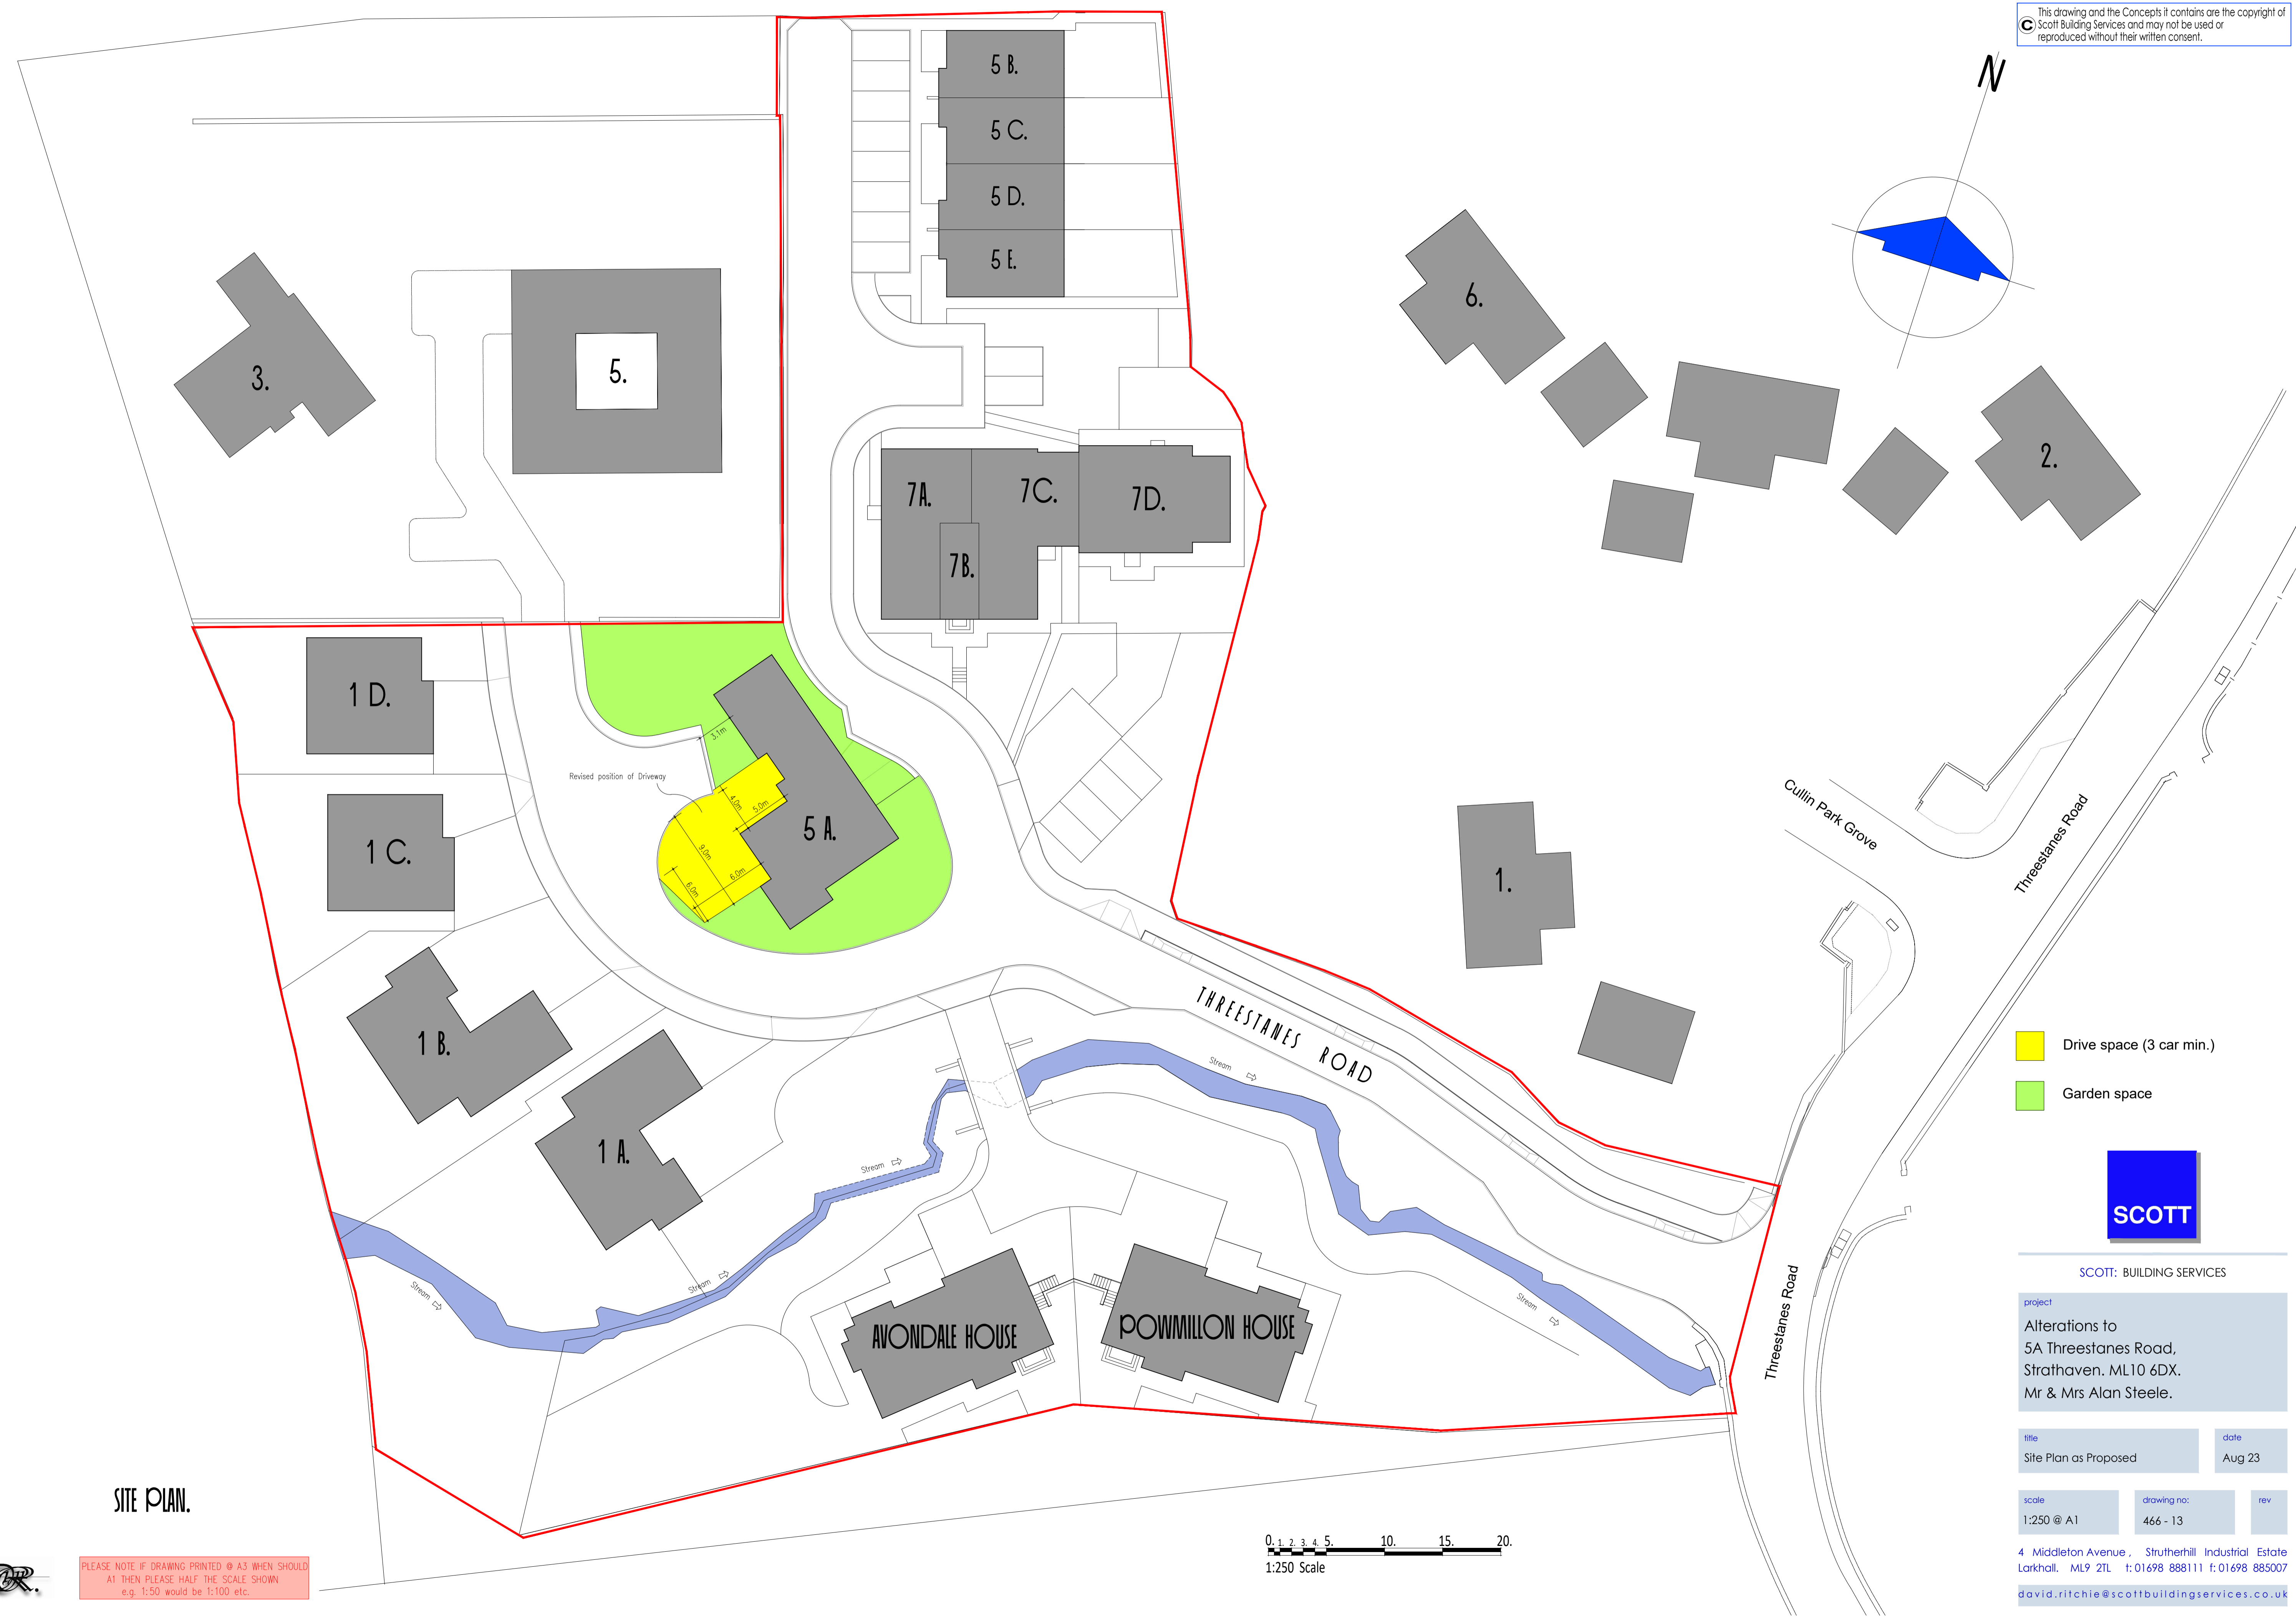 This drawing and the Concepts it contains are the copyright of
C Scott Building Services and may not be used or
reproduced without their written consent.
N
5 B.
5 C.
5 D.
5 E.
6.
3.
5.
2.
7A.
7C.
7D.
7B.
1 D.
3.1m
Revised position of Driveway
4.0m
5.0m
5 A.
9.0m
6.0m
6.0m
1 C.
1.
Cullin Park Grove
Threestanes Road
1 B.
THREESTANES ROAD
Stream
1 A.
Stream
Stream
Stream
Stream
AVONDALE HOUSE
POWMILLON HOUSE
Threestanes Road
Drive space (3 car min.)
Garden space
SCOTT
SCOTT: BUILDING SERVICES
project
Alterations to
5A Threestanes Road,
Strathaven. ML10 6DX.
Mr & Mrs Alan Steele.
title
Site Plan as Proposed
date
Aug 23
scale
1:250 @ A1
drawing no:
466 - 13
rev
4 Middleton Avenue , Strutherhill Industrial Estate
Larkhall. ML9 2TL t: 01698 888111 f: 01698 885007
david.ritchie@scottbuildingservices.co.uk
SITE PLAN.
PLEASE NOTE IF DRAWING PRINTED @ A3 WHEN SHOULD
A1 THEN PLEASE HALF THE SCALE SHOWN
e.g. 1:50 would be 1:100 etc.
0. 1. 2. 3. 4. 5. 10. 15. 20.
1:250 Scale